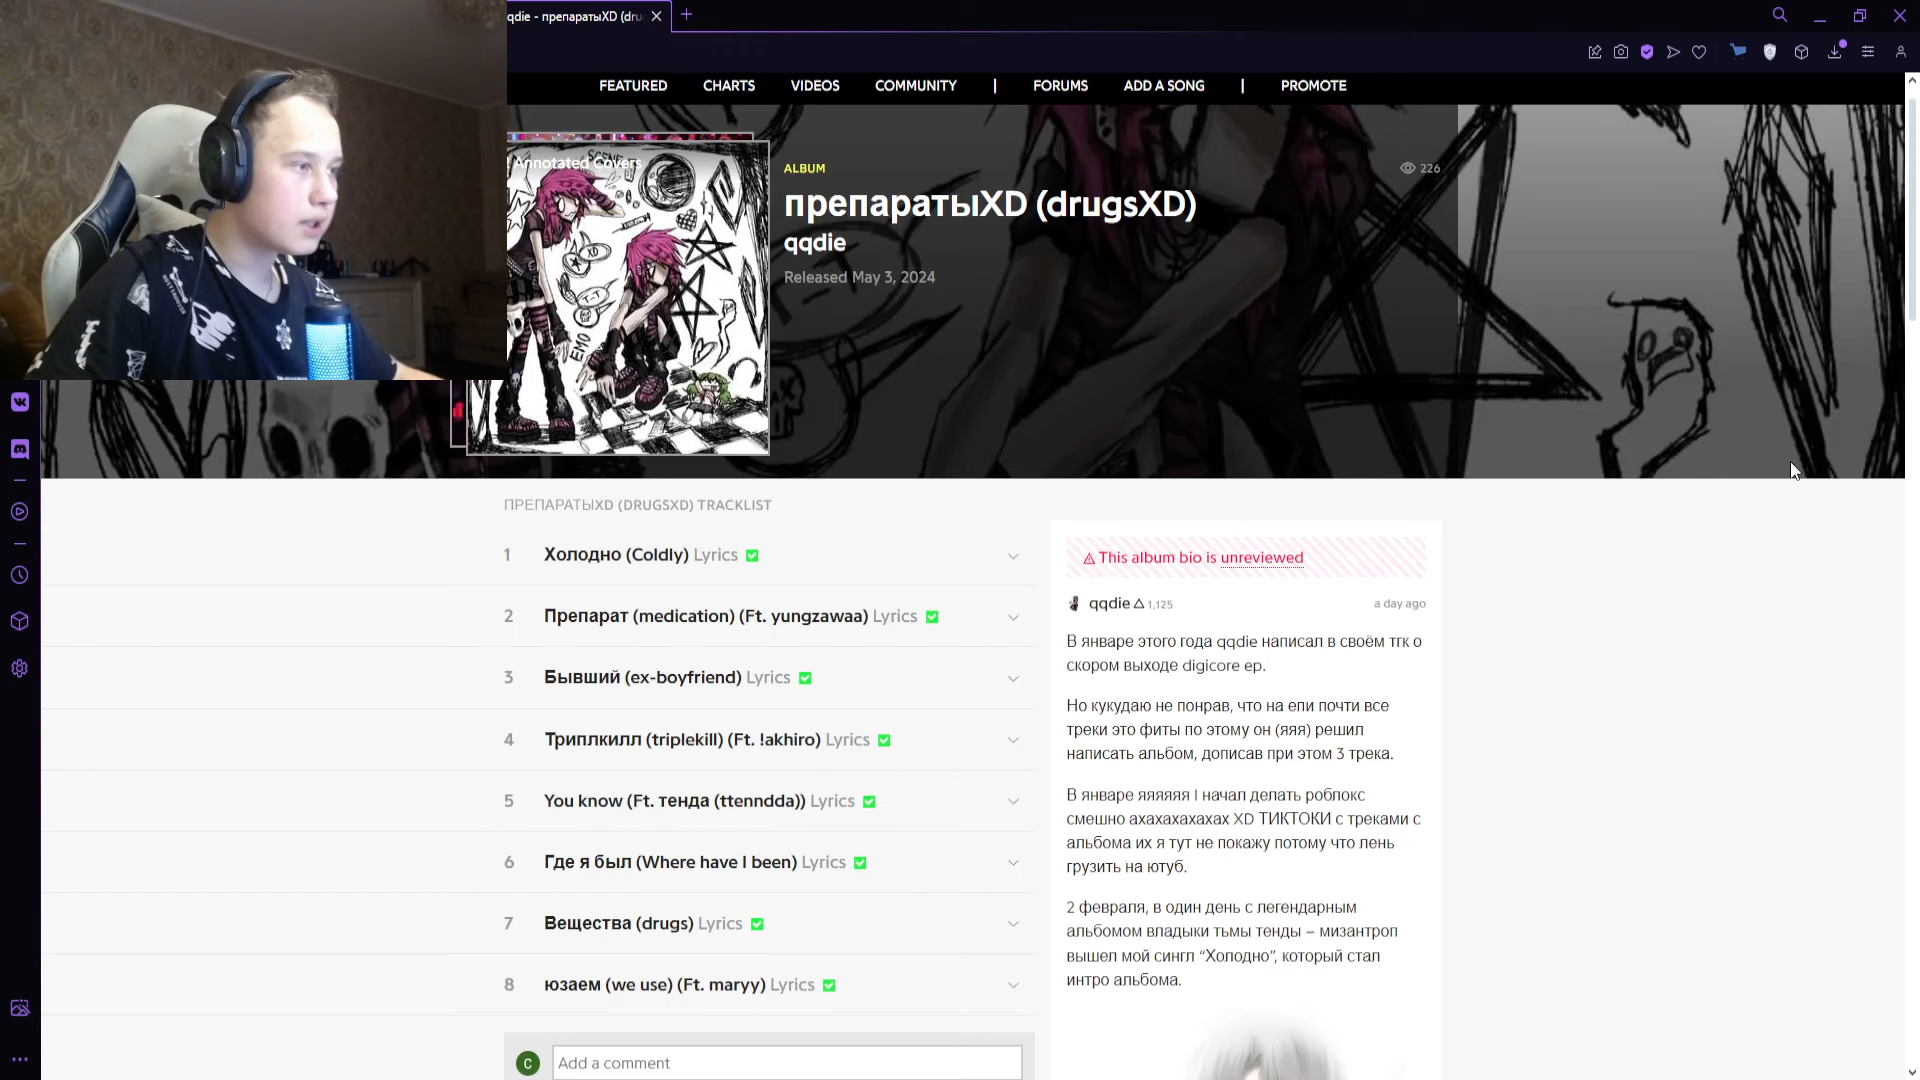 qdie - препаратыXD (dru
FEATURED CHARTS VIDEOS COMMUNITY | FORUMS ADD A SONG | PROMOTE
Annotated Covers
SCENE
EMO
XD
T-T
ALBUM
226
препаратыXD (drugsXD)
qqdie
Released May 3, 2024
ПРЕПАРАТЫXD (DRUGSXD) TRACKLIST
1 Холодно (Coldly) Lyrics
2 Препарат (medication) (Ft. yungzawaa) Lyrics
3 Бывший (ex-boyfriend) Lyrics
4 Триплкилл (triplekill) (Ft. !akhiro) Lyrics
5 You know (Ft. тенда (ttenndda)) Lyrics
6 Где я был (Where have I been) Lyrics
7 Вещества (drugs) Lyrics
8 юзаем (we use) (Ft. maryy) Lyrics
C Add a comment
This album bio is unreviewed
qqdie 1,125 a day ago
В январе этого года qqdie написал в своём тгк о
скором выходе digicore ep.
Но кукудаю не понрав, что на епи почти все
треки это фиты по этому он (яяя) решил
написать альбом, дописав при этом 3 трека.
В январе яяяяяя I начал делать роблокс
смешно ахахахахахах XD ТИКТОКИ с треками с
альбома их я тут не покажу потому что лень
грузить на ютуб.
2 февраля, в один день с легендарным
альбомом владыки тьмы тенды – мизантроп
вышел мой сингл “Холодно”, который стал
интро альбома.